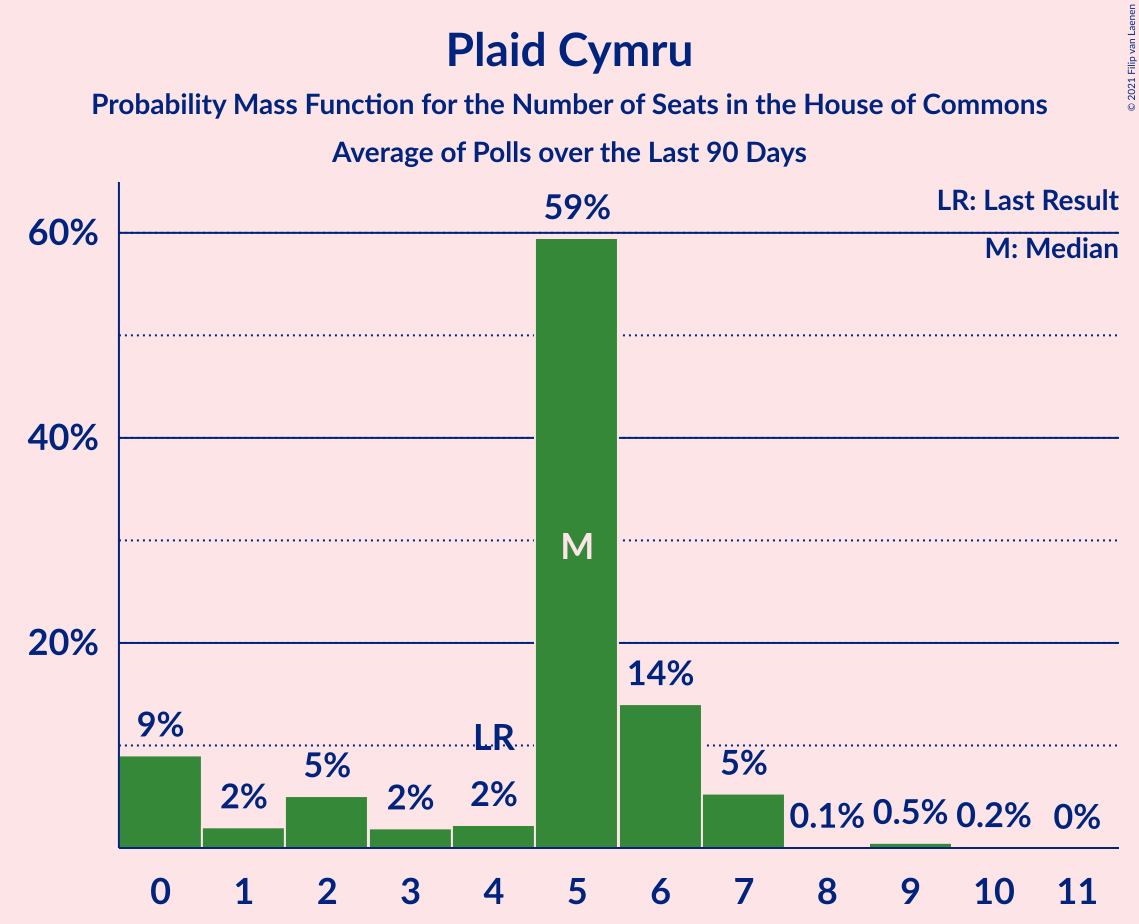 Plaid Cymru
Probability Mass Function for the Number of Seats in the House of Commons
Average of Polls over the Last 90 Days
© 2021 Filip van Laenen
LR: Last Result
M: Median
60%
40%
20%
9%
2%
5%
2%
LR
2%
59%
M
14%
5%
0.1%
0.5%
0.2%
0%
0 1 2 3 4 5 6 7 8 9 10 11